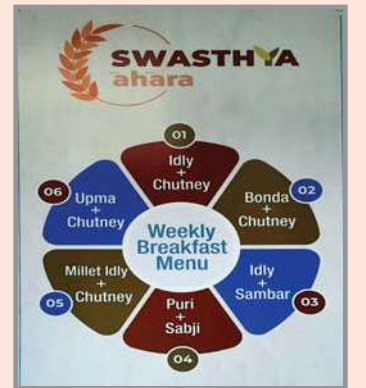 SWASTHYA
ahara
01
Idly
+
Chutney
02
Bonda
+
Chutney
Idly
+
Sambar
03
Puri
+
Sabji
04
Millet Idly
+
Chutney
05
06
Upma
+
Chutney
Weekly
Breakfast
Menu